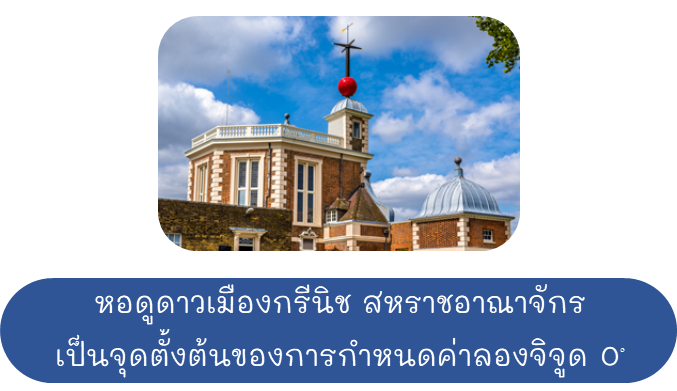 หอดูดาวเมืองกรีนิช สหราชอาณาจักร
เป็นจุดตั้งต้นของการกำหนดค่าลองจิจูด 0°